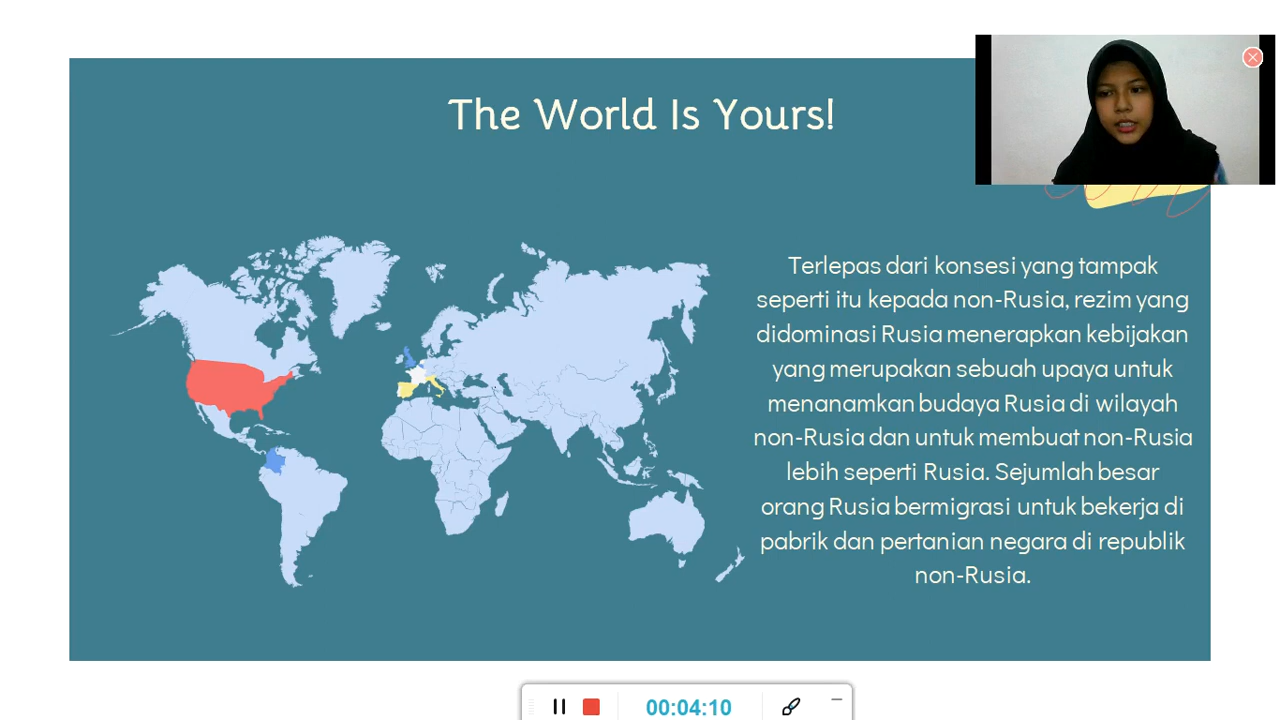 The World Is Yours!
Terlepas dari konsesi yang tampak
seperti itu kepada non-Rusia, rezim yang
didominasi Rusia menerapkan kebijakan
yang merupakan sebuah upaya untuk
menanamkan budaya Rusia di wilayah
non-Rusia dan untuk membuat non-Rusia
lebih seperti Rusia. Sejumlah besar
orang Rusia bermigrasi untuk bekerja di
pabrik dan pertanian negara di republik
non-Rusia.
00:04:10